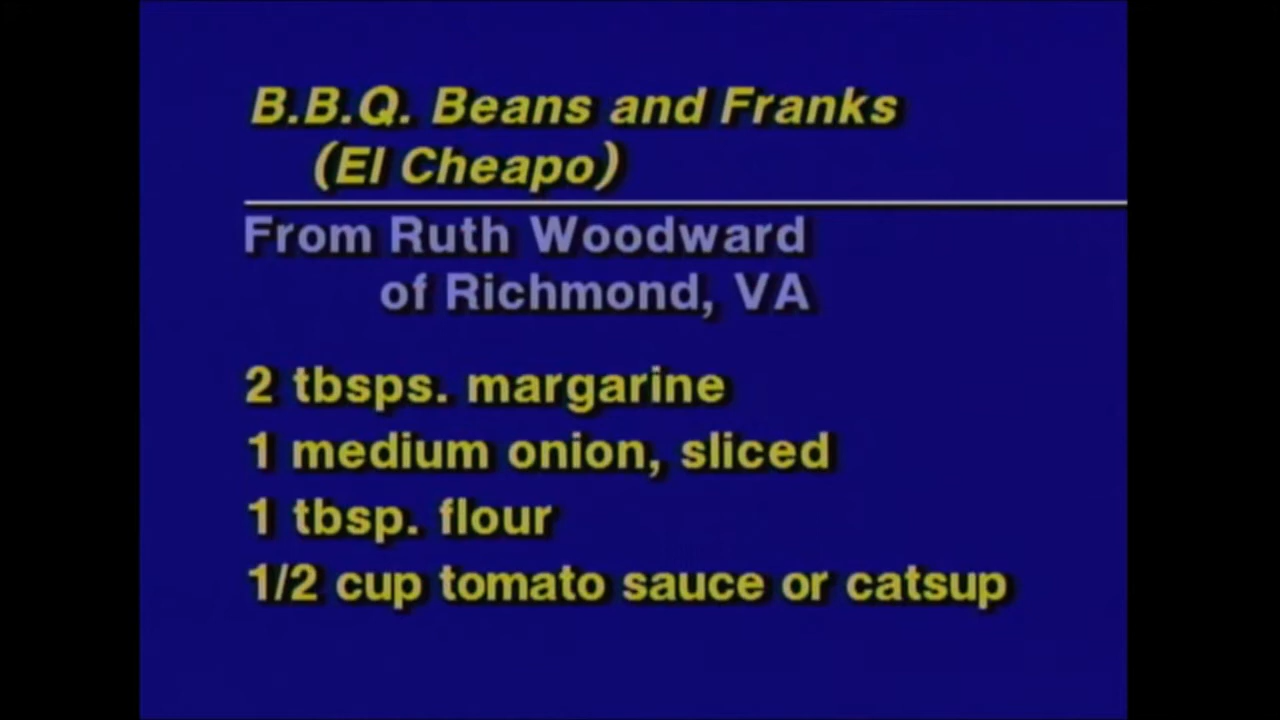 B.B.Q. Beans and Franks
(El Cheapo)
From Ruth Woodward
of Richmond, VA
2 tbsps. margarine
1 medium onion, sliced
1 tbsp. flour
1/2 cup tomato sauce or catsup